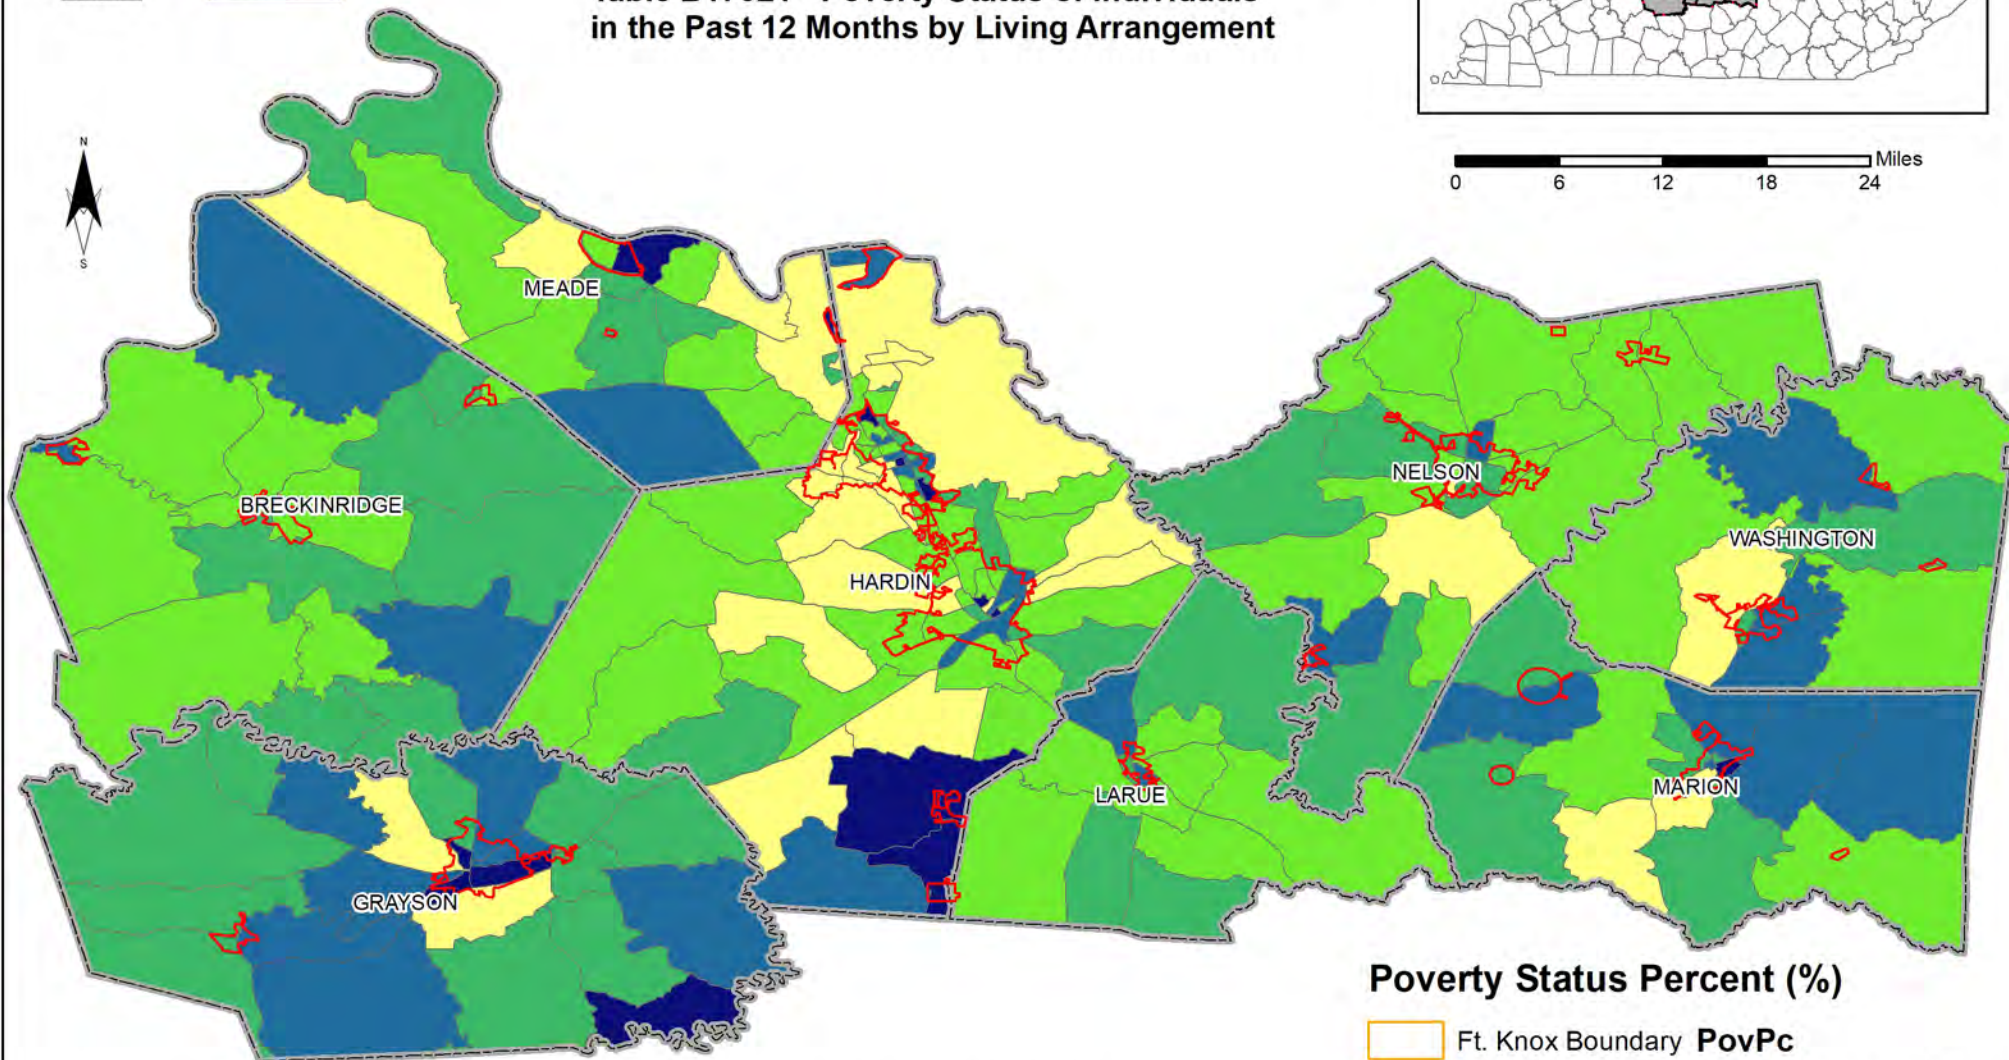 in the Past 12 Months by Living Arrangement
Miles
0 6 12 18 24
N
S
MEADE
BRECKINRIDGE
HARDIN
NELSON
WASHINGTON
LARUE
MARION
GRAYSON
Poverty Status Percent (%)
Ft. Knox Boundary PovPc